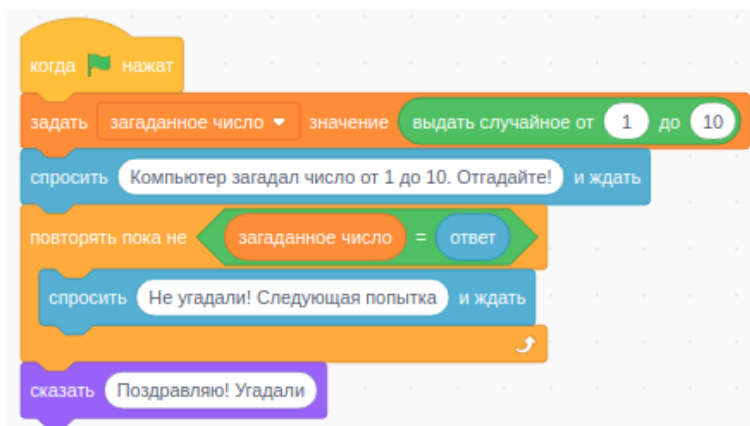 когда нажат
задать загаданное число значение выдать случайное от 1 до 10
спросить Компьютер загадал число от 1 до 10. Отгадайте! и ждать
повторять пока не загаданное число = ответ
спросить Не угадали! Следующая попытка и ждать
сказать Поздравляю! Угадали